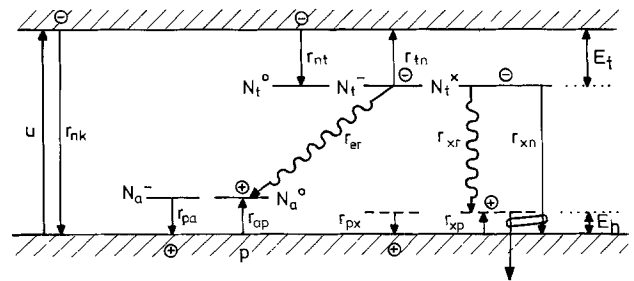 ⊖ ⊖
r_nt r_tn E_t
N_t° N_t⁻ ⊖ N_t^x ⊖
u r_nk r_er r_xr r_xn
N_a⁻ ⊕ N_a° ⊕
r_pa r_ap r_px r_xp E_h
⊕ p ⊕